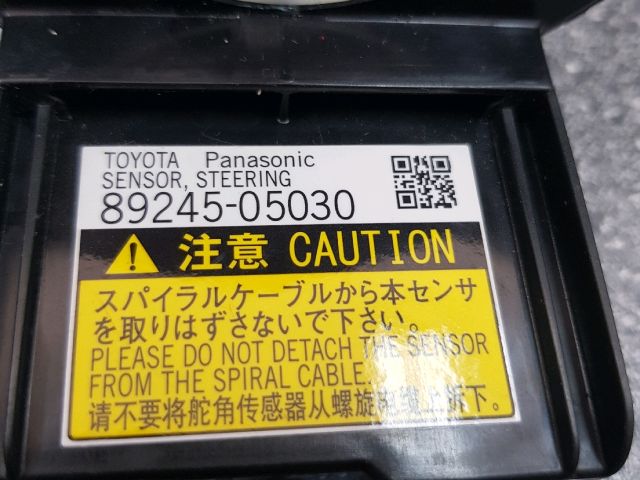 TOYOTA Panasonic
SENSOR, STEERING
89245-05030
注意 CAUTION
スパイラルケーブルから本センサ
を取りはずさないで下さい。
PLEASE DO NOT DETACH THE SENSOR
FROM THE SPIRAL CABLE.
请不要将舵角传感器从螺旋电缆上拆下。